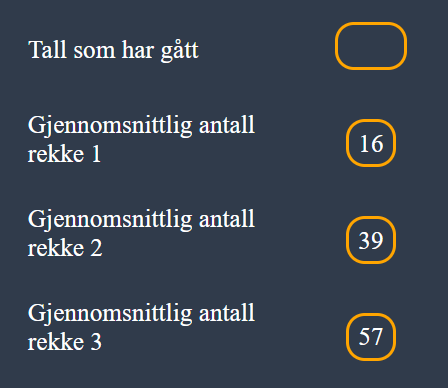 Tall som har gått
Gjennomsnittlig antall
rekke 1
16
Gjennomsnittlig antall
rekke 2
39
Gjennomsnittlig antall
rekke 3
57